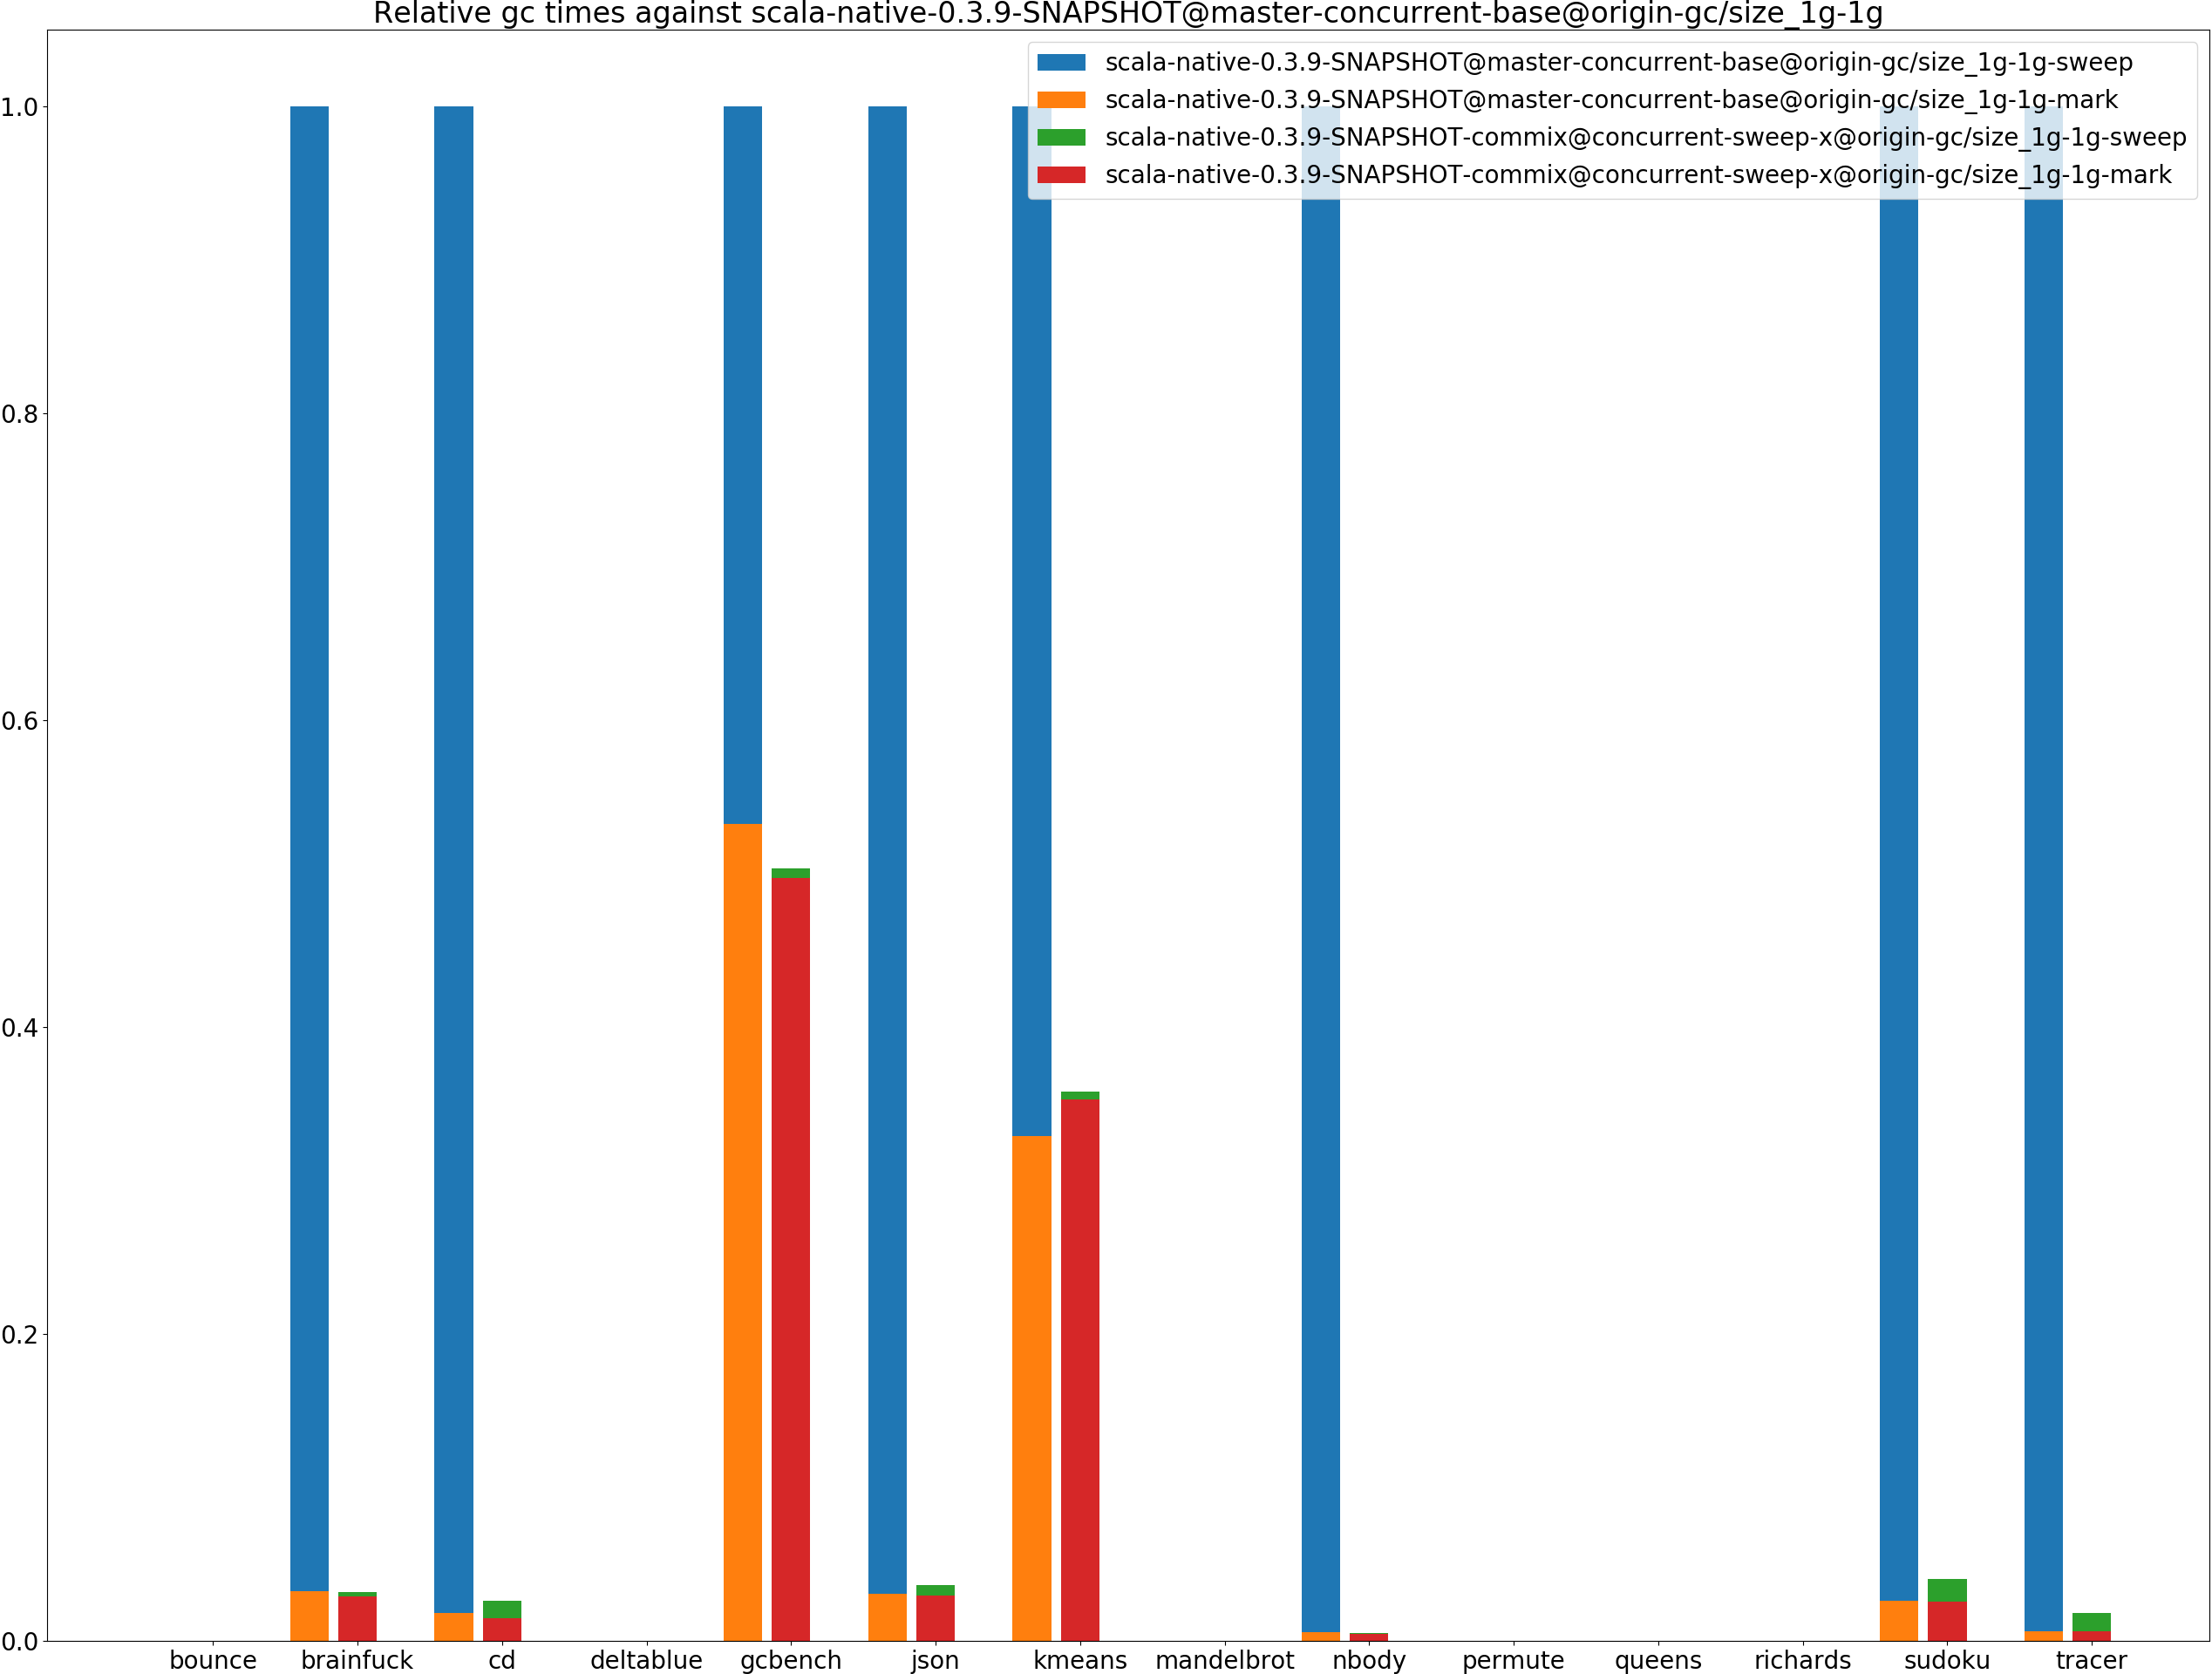 Relative gc times against scala-native-0.3.9-SNAPSHOT@master-concurrent-base@origin-gc/size_1g-1g
scala-native-0.3.9-SNAPSHOT@master-concurrent-base@origin-gc/size_1g-1g-sweep
scala-native-0.3.9-SNAPSHOT@master-concurrent-base@origin-gc/size_1g-1g-mark
scala-native-0.3.9-SNAPSHOT-commix@concurrent-sweep-x@origin-gc/size_1g-1g-sweep
scala-native-0.3.9-SNAPSHOT-commix@concurrent-sweep-x@origin-gc/size_1g-1g-mark
1.0
0.8
0.6
0.4
0.2
0.0
bounce brainfuck cd deltablue gcbench json kmeans mandelbrot nbody permute queens richards sudoku tracer